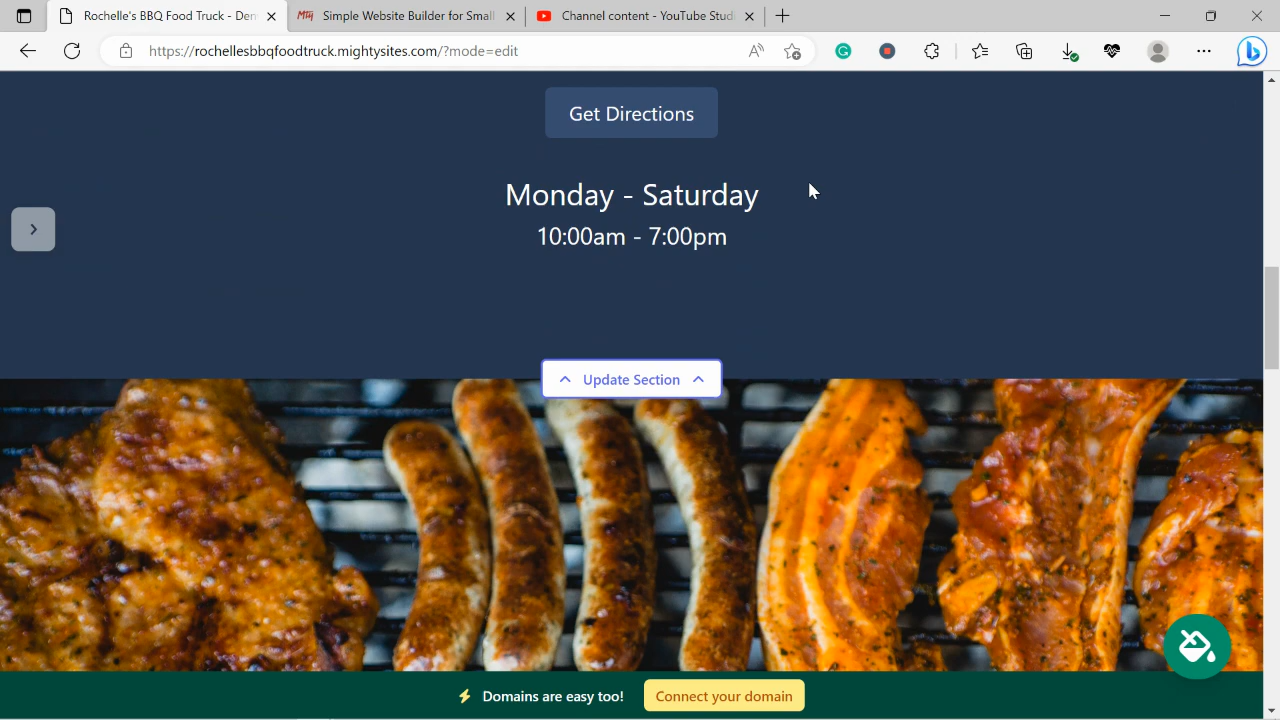 Rochelle's BBQ Food Truck - Den
Simple Website Builder for Small
Channel content - YouTube Studi
https://rochellesbbqfoodtruck.mightysites.com/?mode=edit
Get Directions
Monday - Saturday
10:00am - 7:00pm
Update Section
Domains are easy too!
Connect your domain